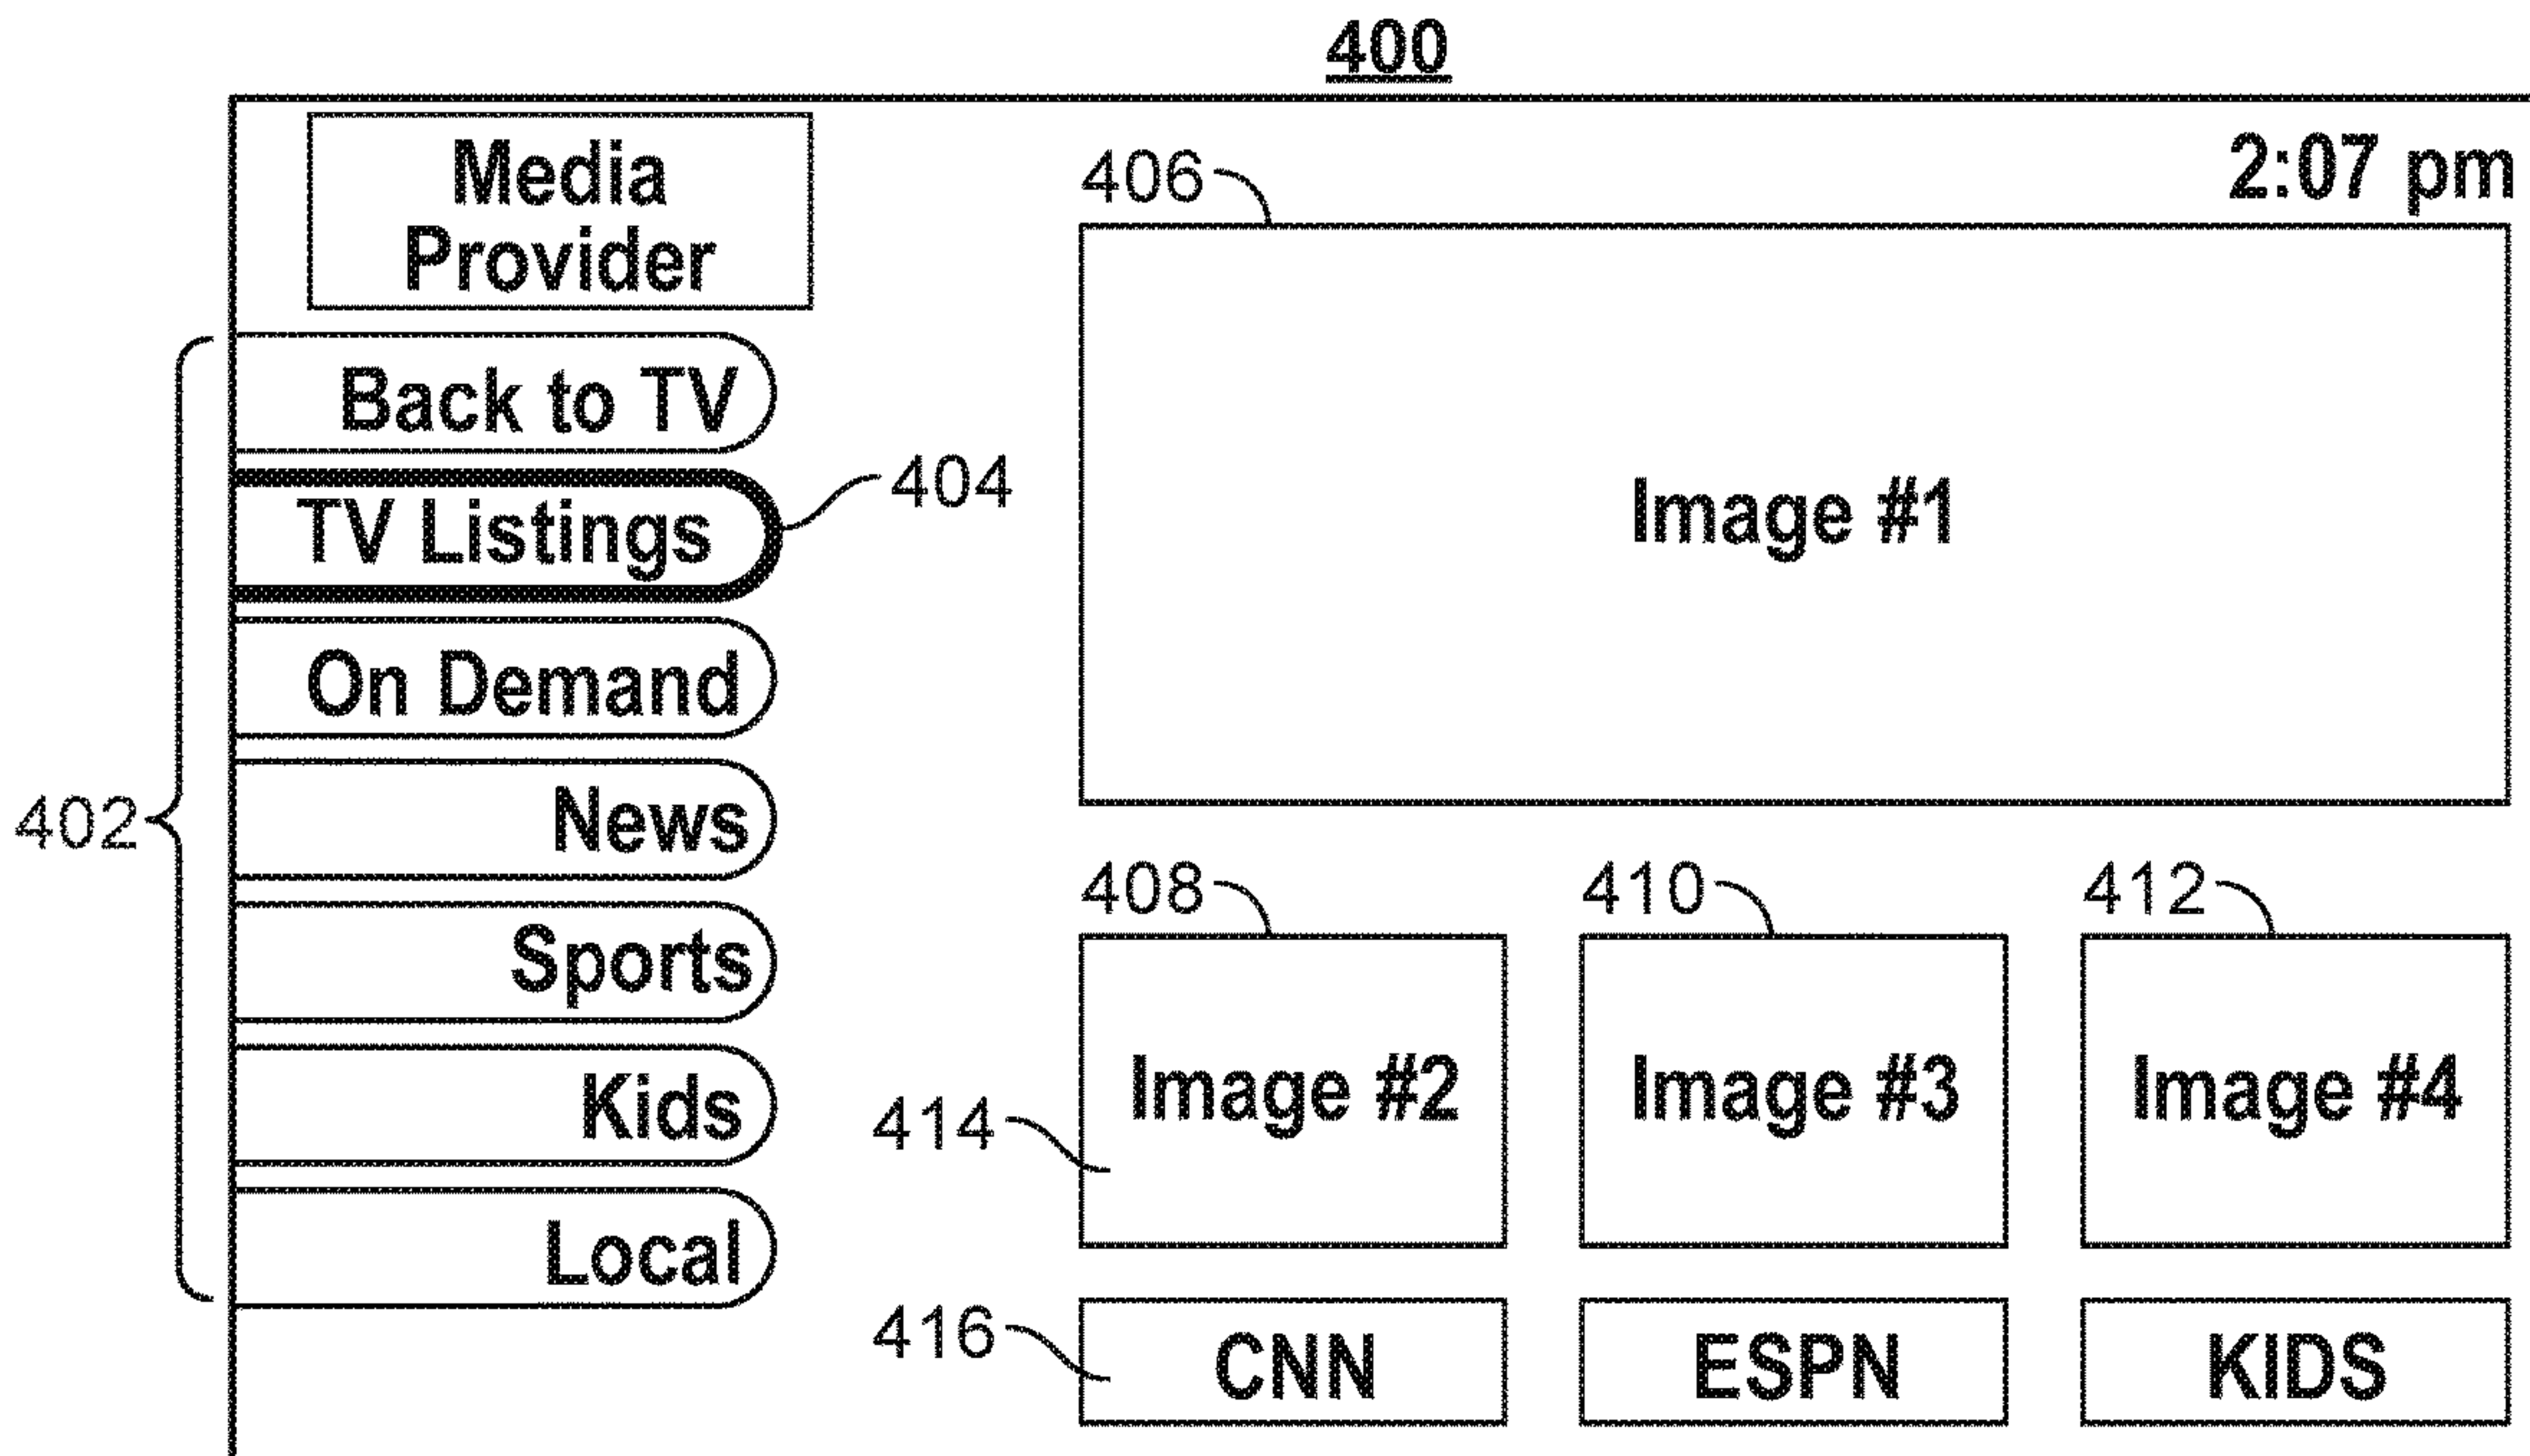 400
Media
Provider
2:07 pm
406
Back to TV
404
TV Listings
Image #1
On Demand
402
News
408
410
412
Sports
Kids
414
Image #2
Image #3
Image #4
Local
416
CNN
ESPN
KIDS